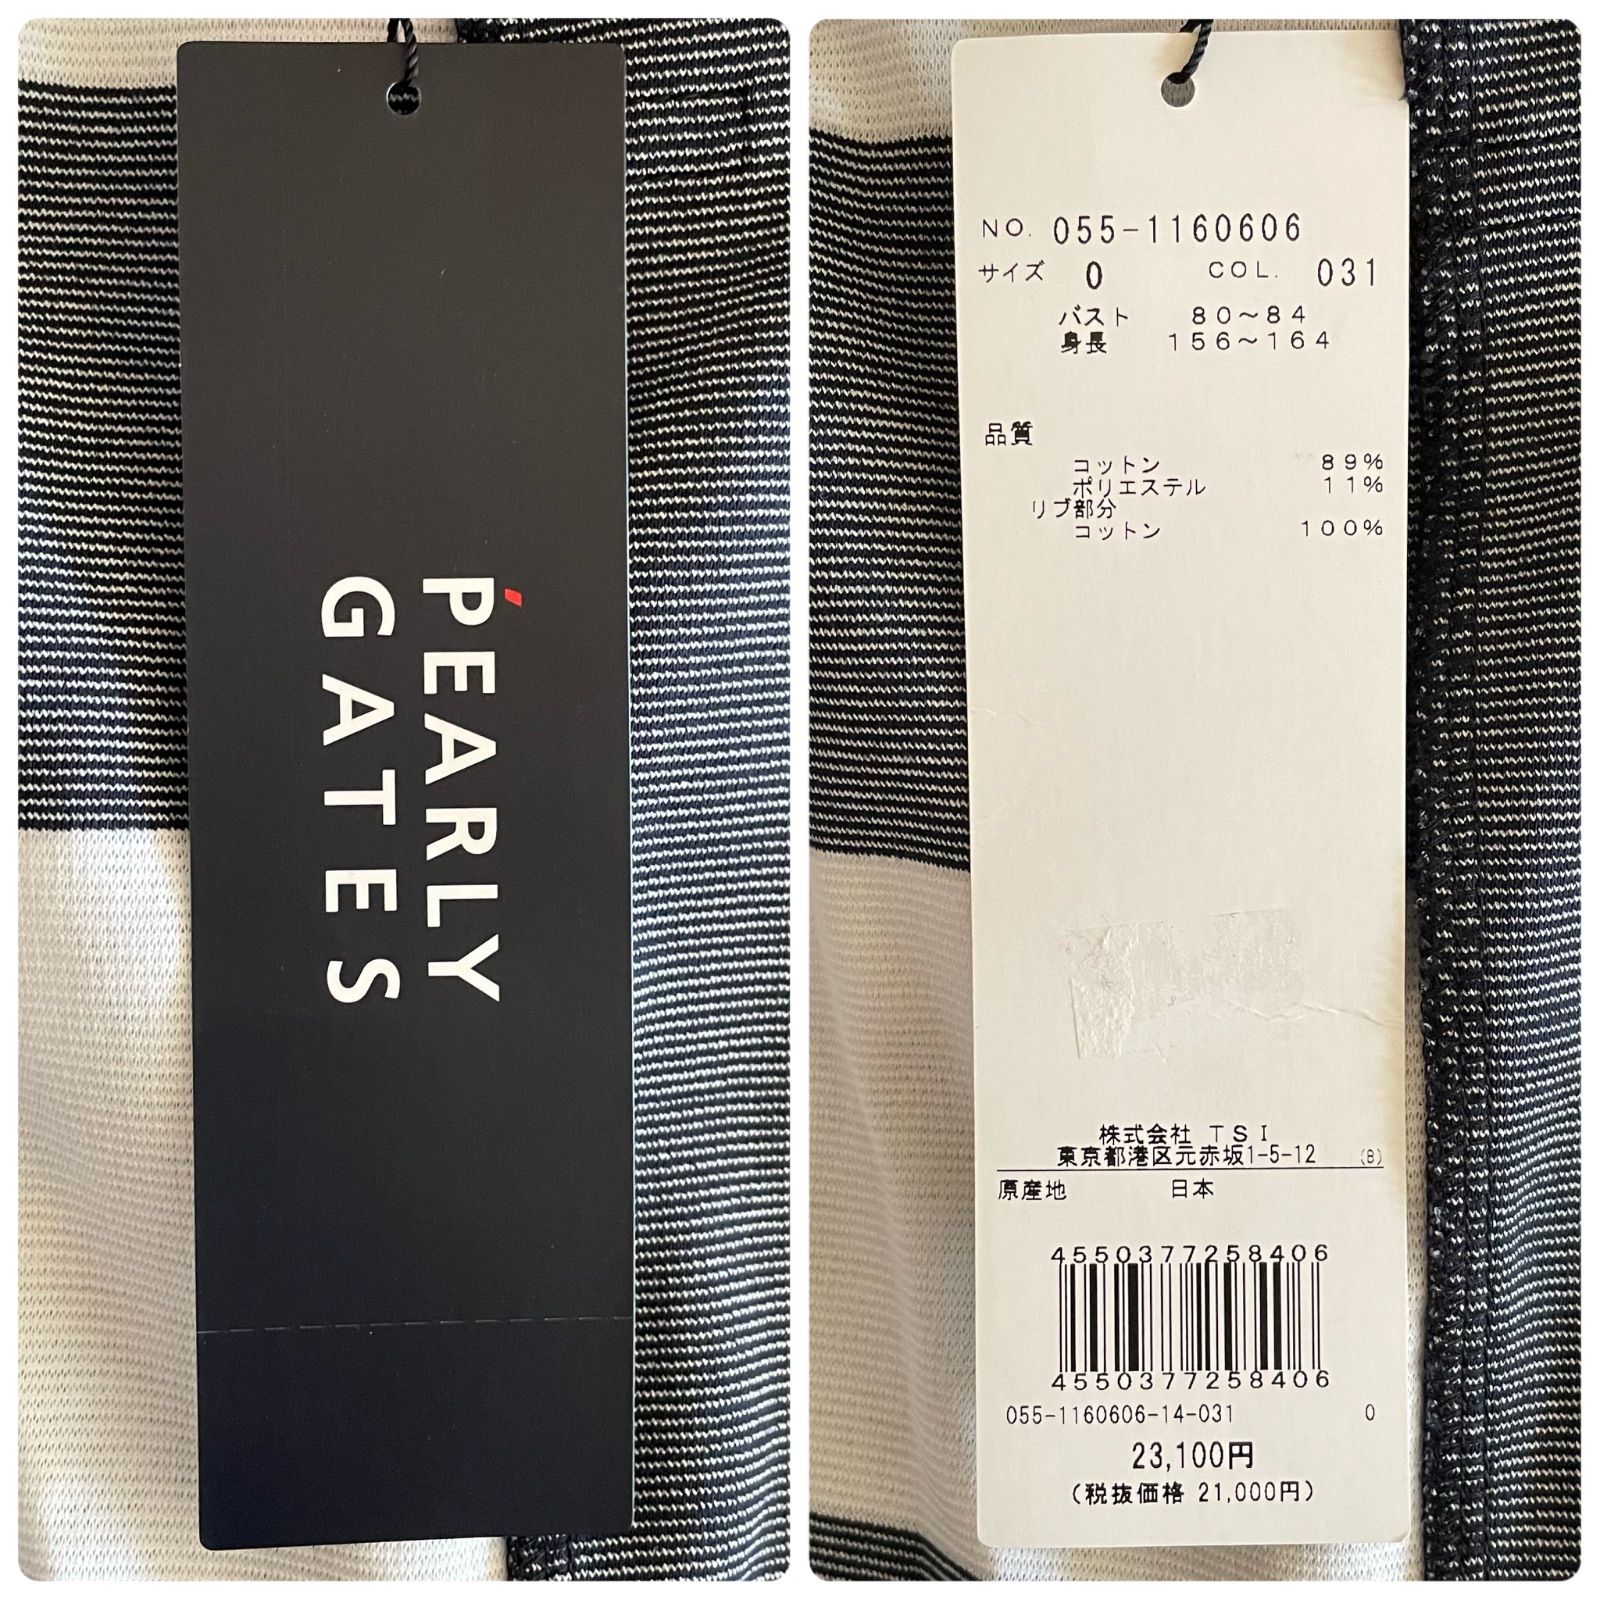 PEARLY
GATES
NO. 055-1160606
サイズ 0 COL. 031
バスト 80～84
身長 156～164
品質
コットン 89%
ポリエステル 11%
リブ部分
コットン 100%
株式会社 TSI
東京都港区元赤坂1-5-12 (B)
原産地 日本
4550377258406
4550377258406
055-1160606-14-031 0
23,100円
(税抜価格 21,000円)